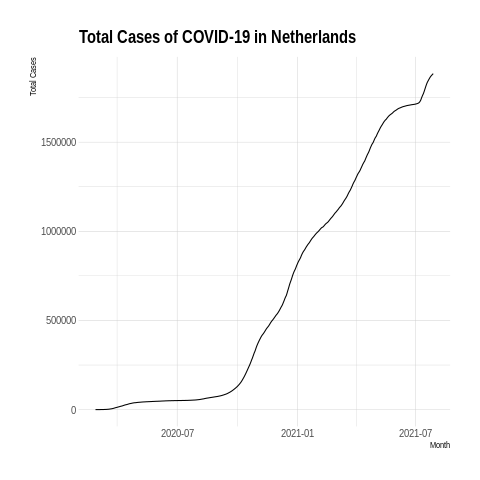 Total Cases of COVID-19 in Netherlands
Total Cases
1500000
1000000
500000
0
2020-07
2021-01
2021-07
Month